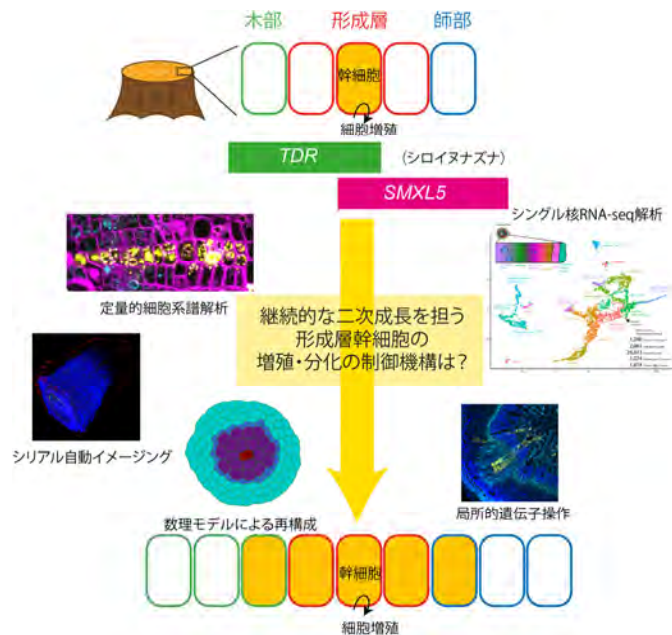 木部 形成層 師部
幹細胞
細胞増殖
TDR (シロイヌナズナ)
SMXL5
シングル核RNA-seq解析
定量的細胞系譜解析
継続的な二次成長を担う
形成層幹細胞の
増殖・分化の制御機構は?
シリアル自動イメージング
局所的遺伝子操作
数理モデルによる再構成
幹細胞
細胞増殖